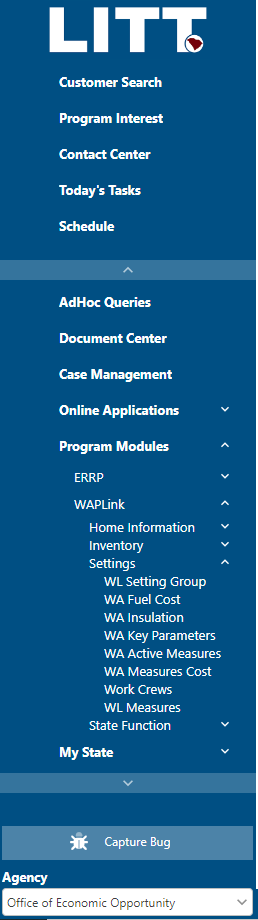 LITT
Customer Search
Program Interest
Contact Center
Today's Tasks
Schedule
AdHoc Queries
Document Center
Case Management
Online Applications
Program Modules
ERRP
WAPLink
Home Information
Inventory
Settings
WL Setting Group
WA Fuel Cost
WA Insulation
WA Key Parameters
WA Active Measures
WA Measures Cost
Work Crews
WL Measures
State Function
My State
Capture Bug
Agency
Office of Economic Opportunity